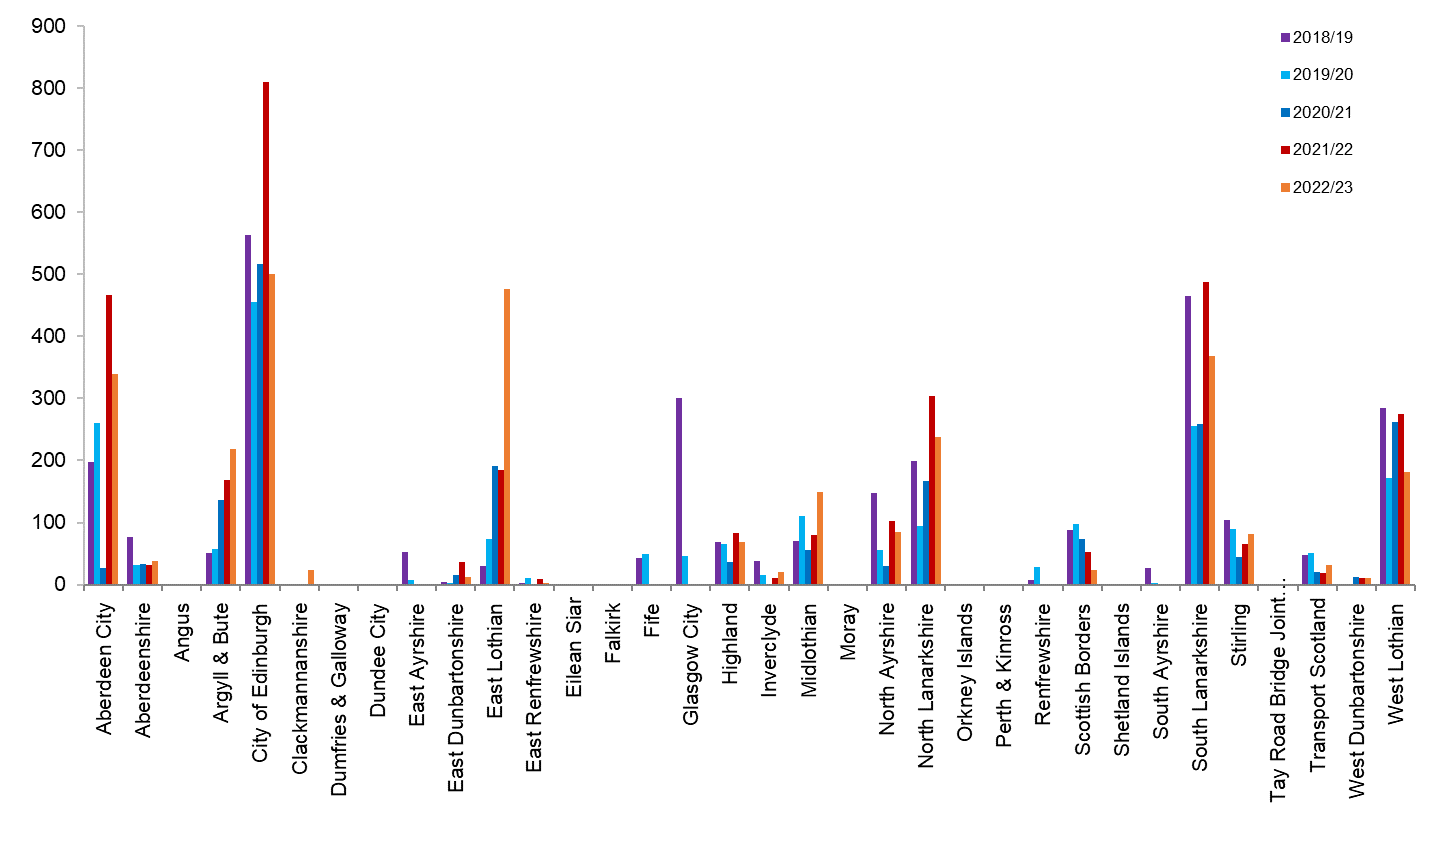 900
800
700
600
500
400
300
200
100
0
2018/19
2019/20
2020/21
2021/22
2022/23
Aberdeen City
Aberdeenshire
Angus
Argyll & Bute
City of Edinburgh
Clackmannanshire
Dumfries & Galloway
Dundee City
East Ayrshire
East Dunbartonshire
East Lothian
East Renfrewshire
Eilean Siar
Falkirk
Fife
Glasgow City
Highland
Inverclyde
Midlothian
Moray
North Ayrshire
North Lanarkshire
Orkney Islands
Perth & Kinross
Renfrewshire
Scottish Borders
Shetland Islands
South Ayrshire
South Lanarkshire
Stirling
Tay Road Bridge Joint...
Transport Scotland
West Dunbartonshire
West Lothian